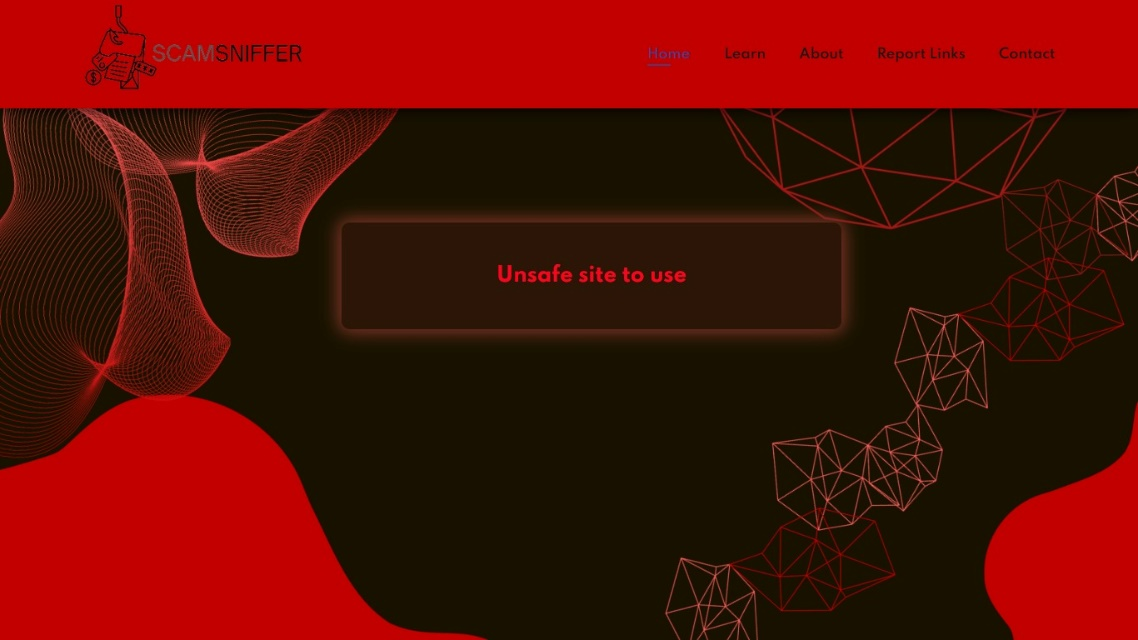 SCAMSNIFFER
Home Learn About Report Links Contact
Unsafe site to use